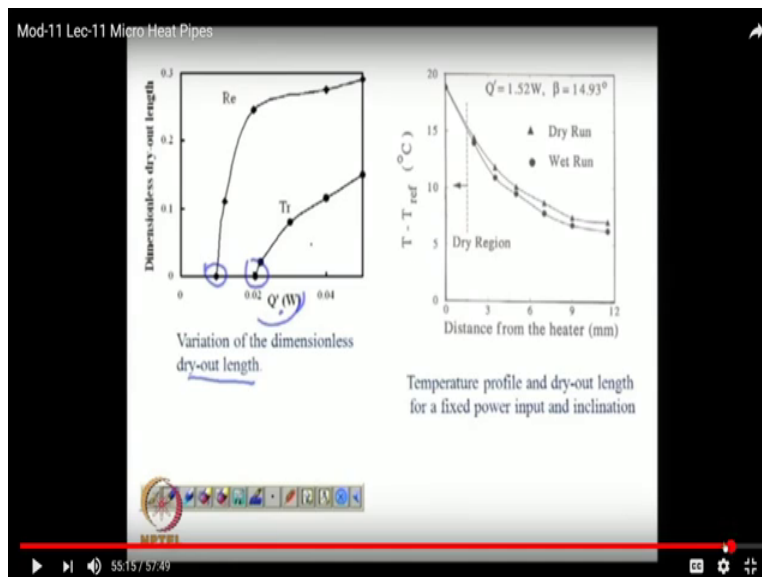 Mod-11 Lec-11 Micro Heat Pipes
Dimensionless dry-out length
0.3
0.2
0.1
0
Re
Tr
0
0.02
0.04
Q' (W)
Variation of the dimensionless
dry-out length.
T - Tref (°C)
20
15
10
5
0
Q' = 1.52W, β = 14.93°
▲ Dry Run
● Wet Run
Dry Region
0 3 6 9 12
Distance from the heater (mm)
Temperature profile and dry-out length
for a fixed power input and inclination
NPTEL
55:15 / 57:49
CC